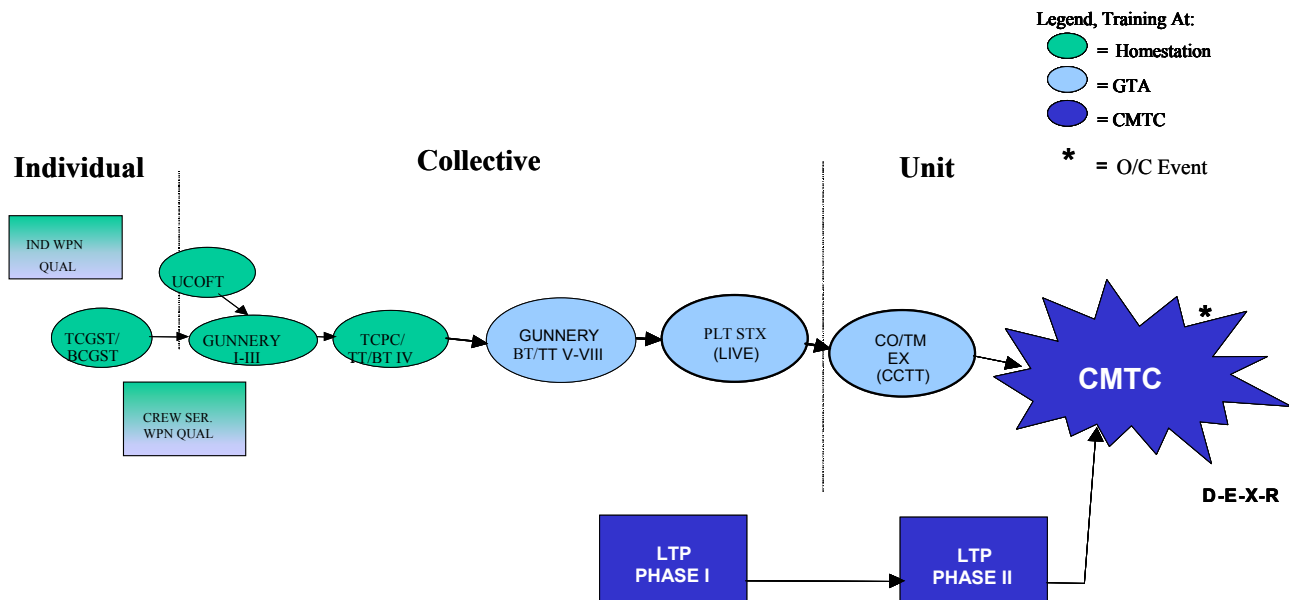 Legend, Training At:
= Homestation
= GTA
= CMTC
* = O/C Event
Individual
Collective
Unit
IND WPN
QUAL
UCOFT
TCGST/
BCGST
GUNNERY
I-III
TCPC/
TT/BT IV
GUNNERY
BT/TT V-VIII
PLT STX
(LIVE)
CO/TM
EX
(CCTT)
CMTC
*
CREW SER.
WPN QUAL
D-E-X-R
LTP
PHASE I
LTP
PHASE II